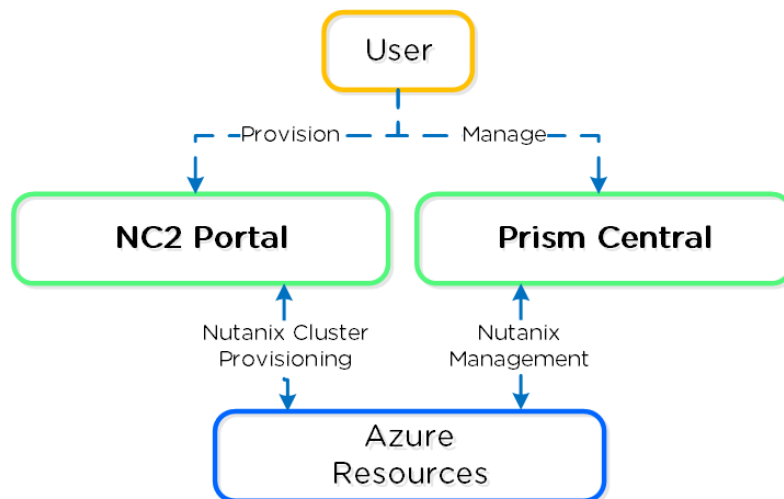 User
Provision
Manage
NC2 Portal
Prism Central
Nutanix Cluster
Provisioning
Nutanix
Management
Azure
Resources